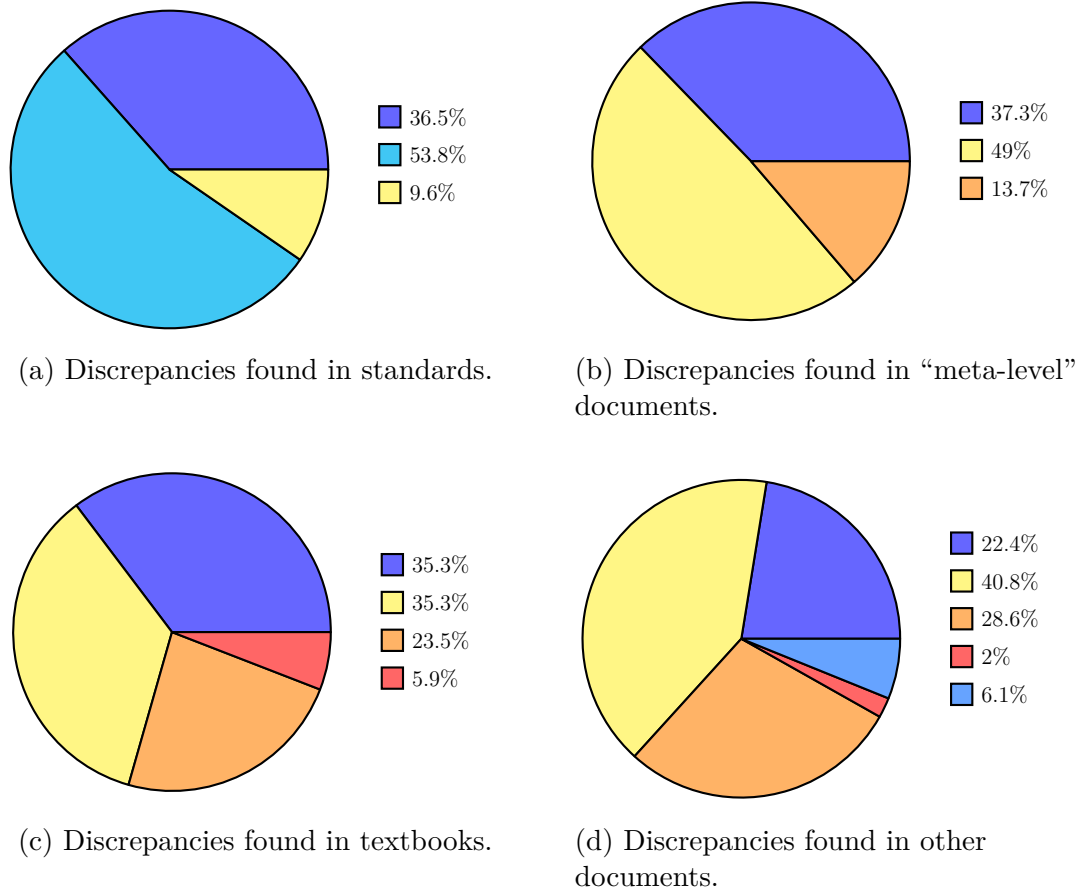 36.5%
53.8%
9.6%
(a) Discrepancies found in standards.
37.3%
49%
13.7%
(b) Discrepancies found in “meta-level”
documents.
35.3%
35.3%
23.5%
5.9%
(c) Discrepancies found in textbooks.
22.4%
40.8%
28.6%
2%
6.1%
(d) Discrepancies found in other
documents.